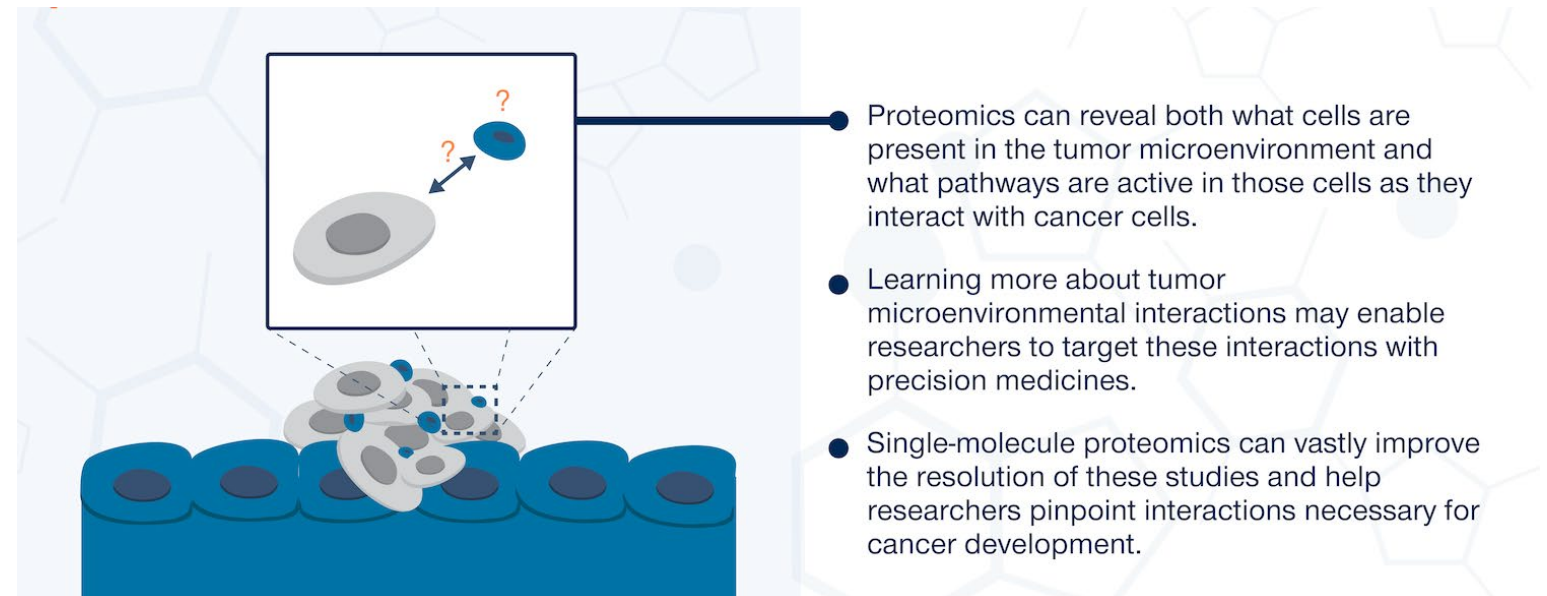 ?
?
Proteomics can reveal both what cells are
present in the tumor microenvironment and
what pathways are active in those cells as they
interact with cancer cells.
Learning more about tumor
microenvironmental interactions may enable
researchers to target these interactions with
precision medicines.
Single-molecule proteomics can vastly improve
the resolution of these studies and help
researchers pinpoint interactions necessary for
cancer development.